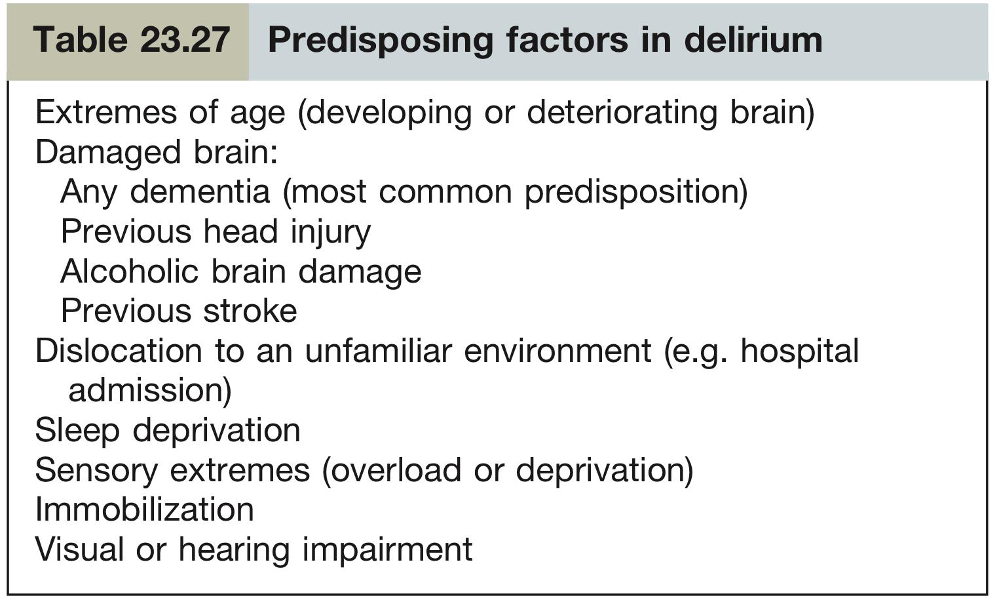 Table 23.27 Predisposing factors in delirium
Extremes of age (developing or deteriorating brain)
Damaged brain:
Any dementia (most common predisposition)
Previous head injury
Alcoholic brain damage
Previous stroke
Dislocation to an unfamiliar environment (e.g. hospital
admission)
Sleep deprivation
Sensory extremes (overload or deprivation)
Immobilization
Visual or hearing impairment